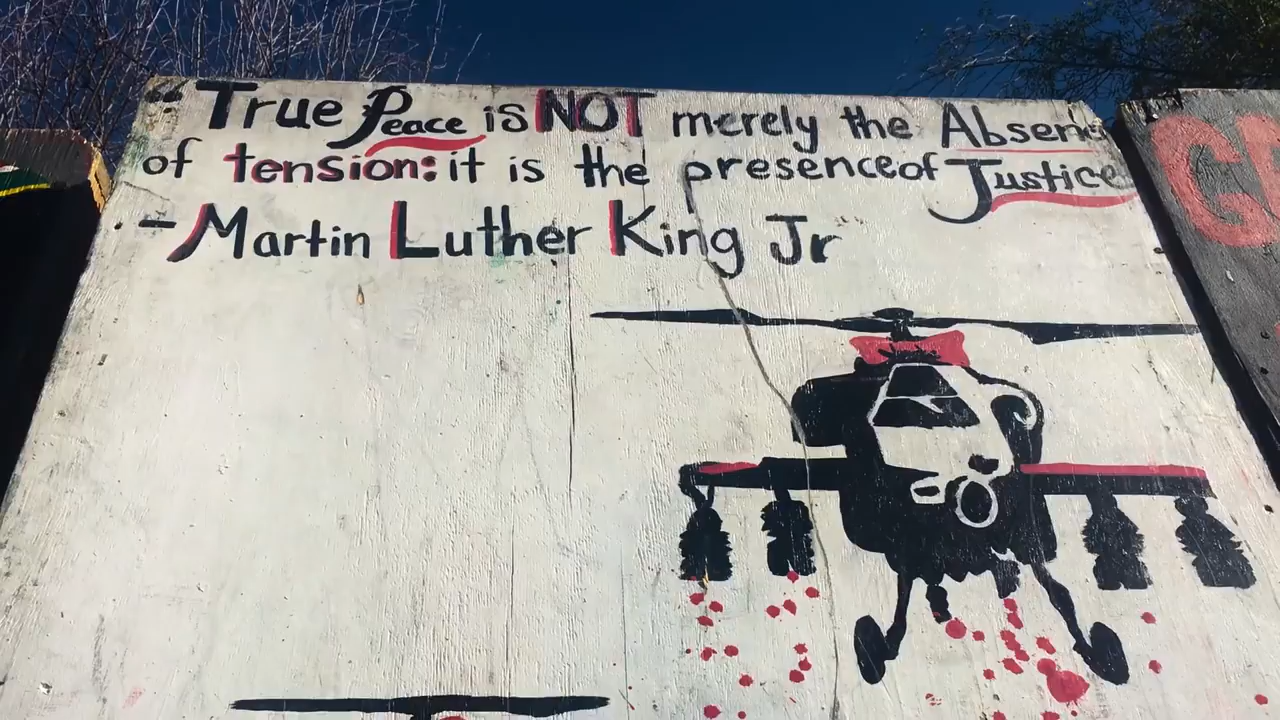 “True Peace is NOT merely the Absence
of tension: it is the presence of Justice
- Martin Luther King Jr